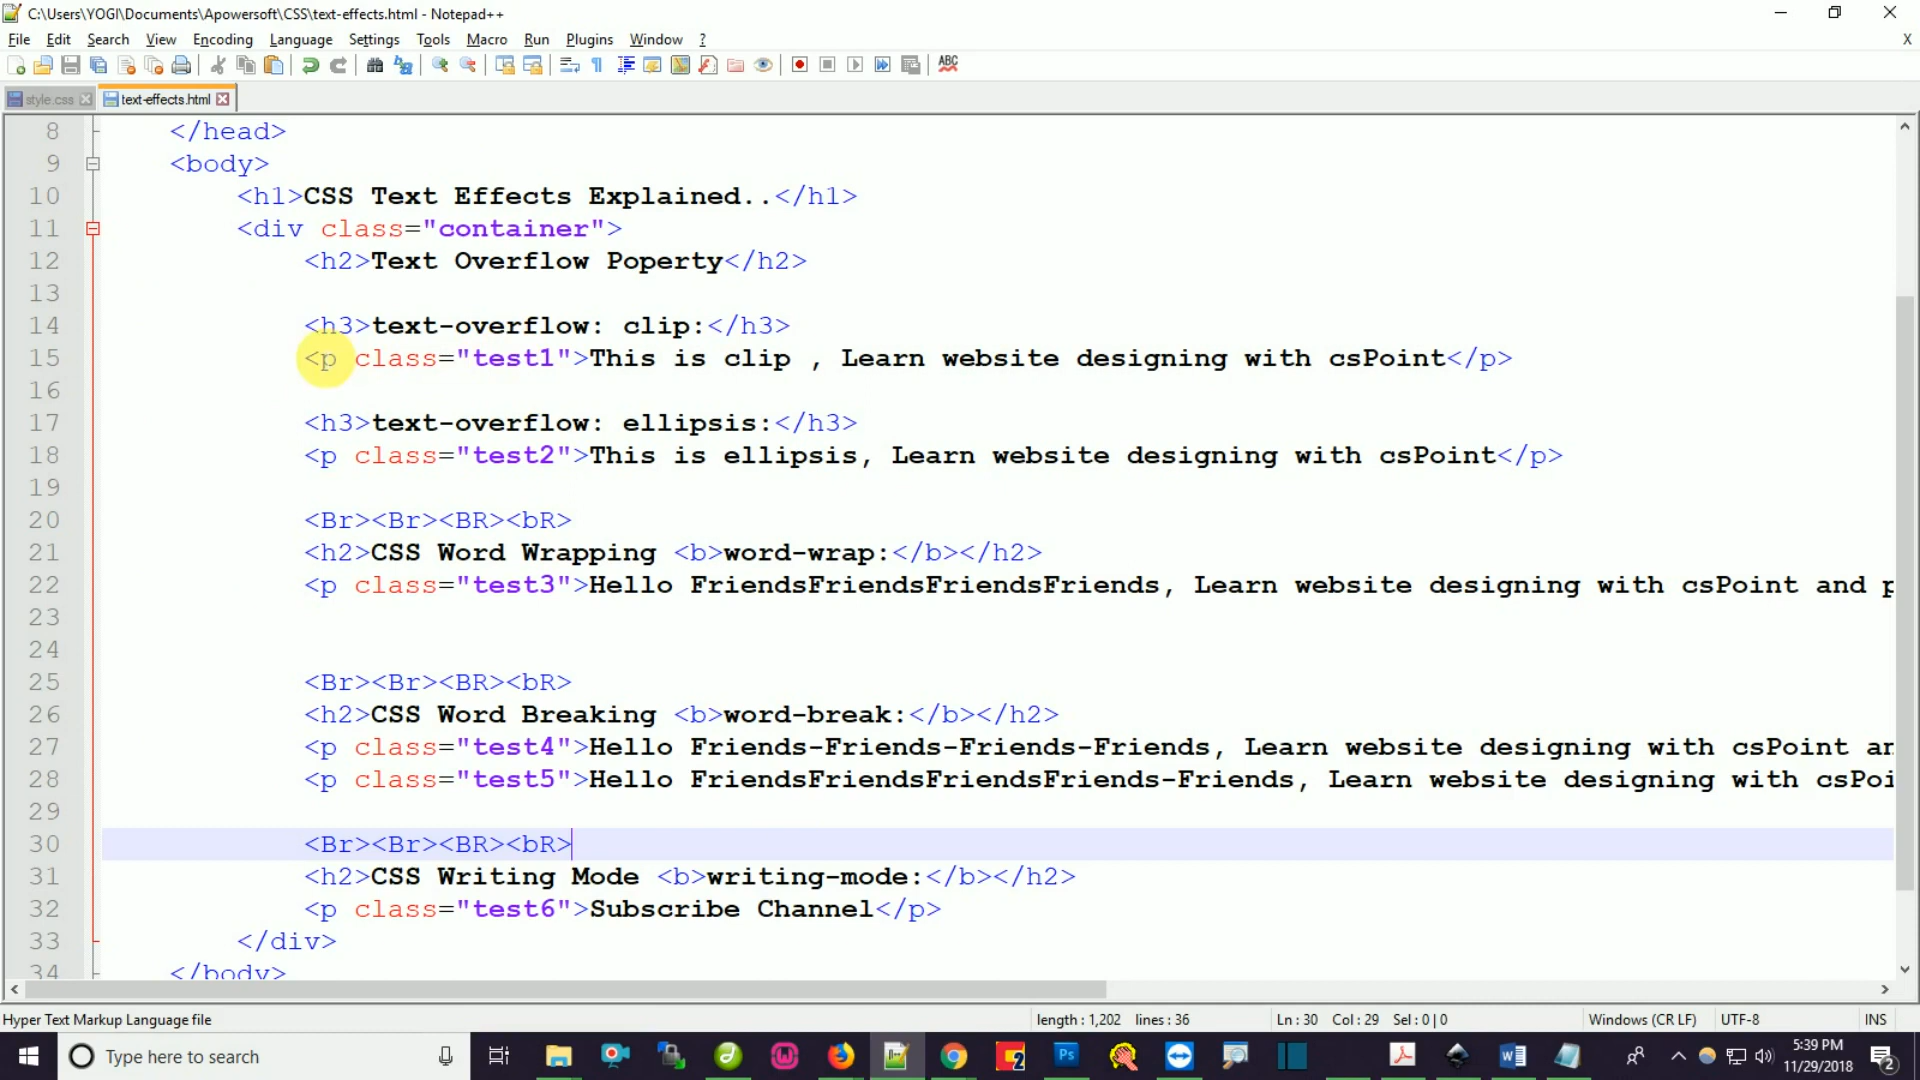 C:\Users\YOGI\Documents\Apowersoft\CSS\text-effects.html - Notepad++
File Edit Search View Encoding Language Settings Tools Macro Run Plugins Window ?
X
ABC
style.css text-effects.html
8 </head>
9 <body>
10 <h1>CSS Text Effects Explained..</h1>
11 <div class="container">
12 <h2>Text Overflow Poperty</h2>
13
14 <h3>text-overflow: clip:</h3>
15 <p class="test1">This is clip , Learn website designing with csPoint</p>
16
17 <h3>text-overflow: ellipsis:</h3>
18 <p class="test2">This is ellipsis, Learn website designing with csPoint</p>
19
20 <Br><Br><BR><bR>
21 <h2>CSS Word Wrapping <b>word-wrap:</b></h2>
22 <p class="test3">Hello FriendsFriendsFriendsFriends, Learn website designing with csPoint and p
23
24
25 <Br><Br><BR><bR>
26 <h2>CSS Word Breaking <b>word-break:</b></h2>
27 <p class="test4">Hello Friends-Friends-Friends-Friends, Learn website designing with csPoint an
28 <p class="test5">Hello FriendsFriendsFriendsFriends-Friends, Learn website designing with csPoi
29
30 <Br><Br><BR><bR>
31 <h2>CSS Writing Mode <b>writing-mode:</b></h2>
32 <p class="test6">Subscribe Channel</p>
33 </div>
34 </body>
Hyper Text Markup Language file length : 1,202 lines : 36 Ln : 30 Col : 29 Sel : 0 | 0 Windows (CR LF) UTF-8 INS
Type here to search
Ps
5:39 PM
11/29/2018
2